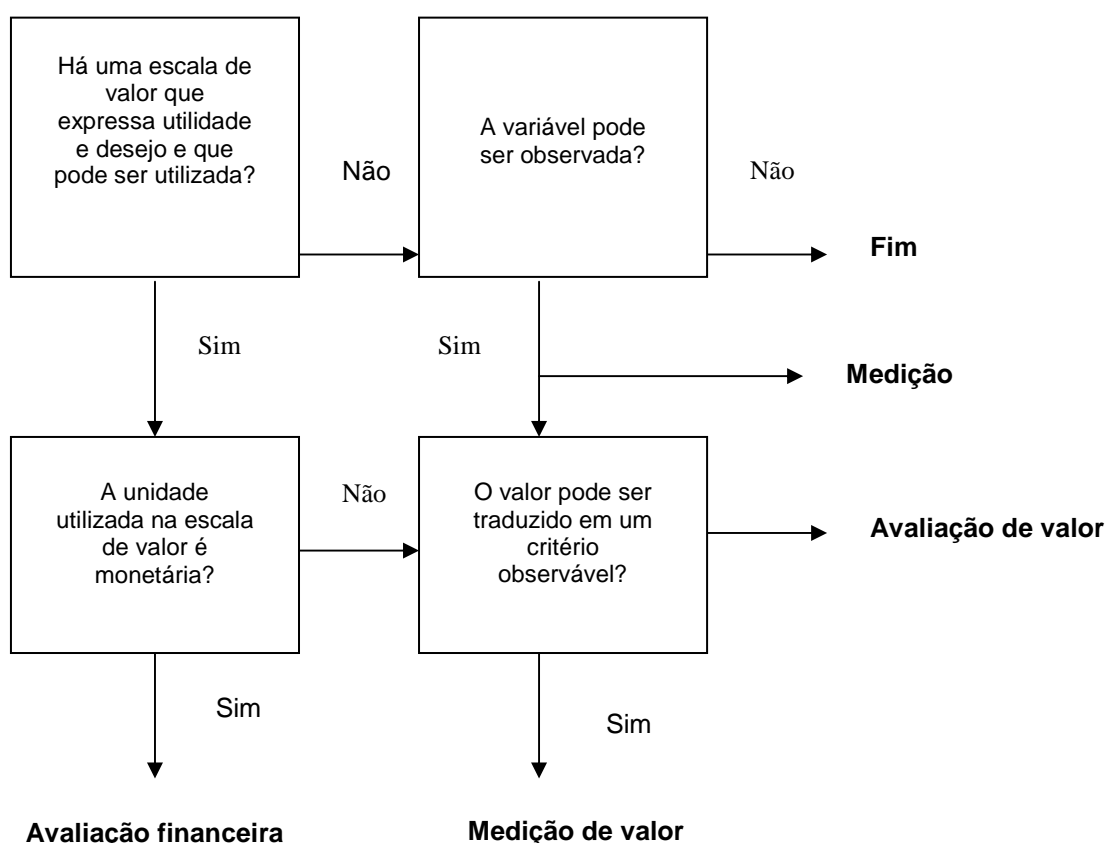 Há uma escala de
valor que
expressa utilidade
e desejo e que
pode ser utilizada?
Não
A variável pode
ser observada?
Não
Fim
Sim
Sim
Medição
A unidade
utilizada na escala
de valor é
monetária?
Não
O valor pode ser
traduzido em um
critério
observável?
Avaliação de valor
Sim
Sim
Avaliação financeira
Medição de valor